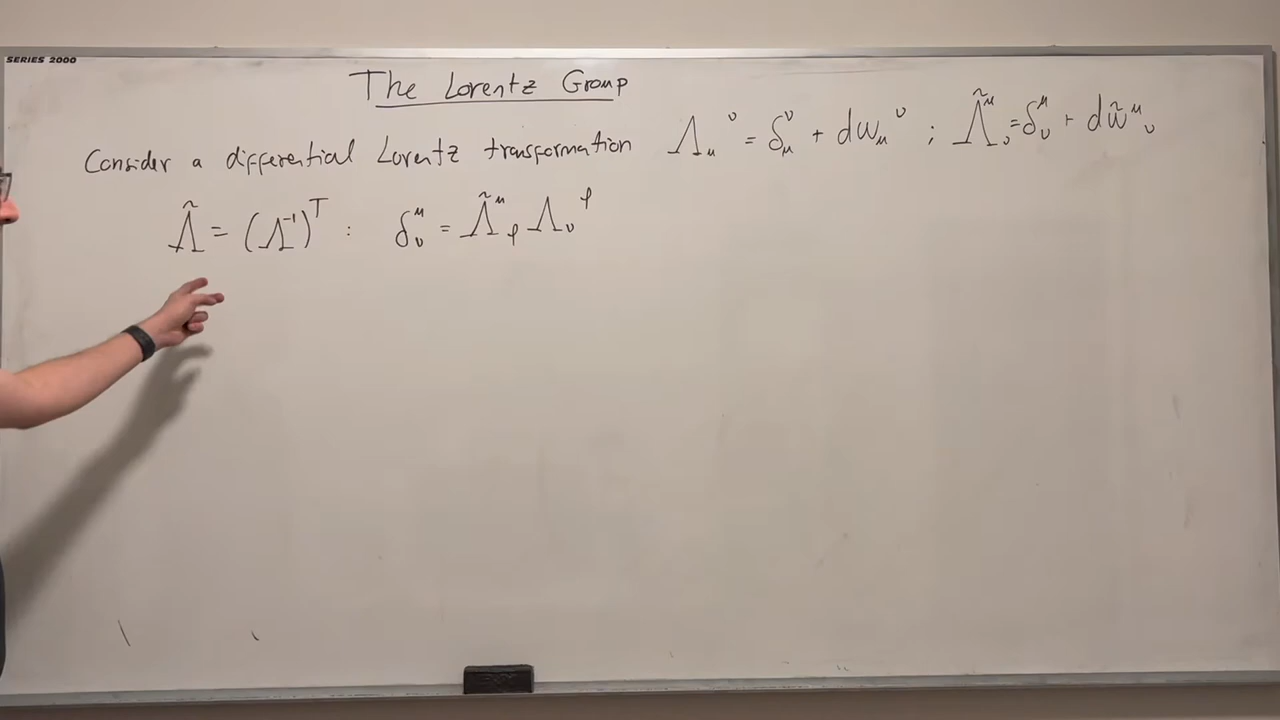 SERIES 2000
The Lorentz Group
Consider a differential Lorentz transformation Λ_μ^ν = δ_μ^ν + dω_μ^ν ; Λ̃^μ_ν = δ^μ_ν + dω̃^μ_ν
Λ̃ = (Λ⁻¹)ᵀ : δ^μ_ν = Λ̃^μ_ρ Λ_ν^ρ